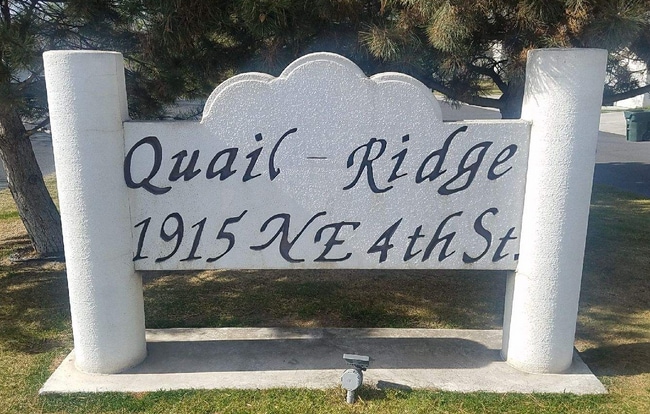 Quail - Ridge
1915 NE 4th St.